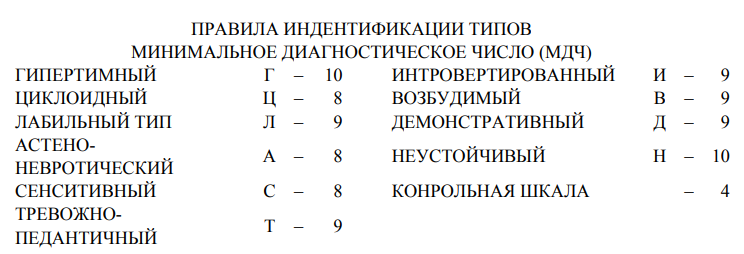 ПРАВИЛА ИНДЕНТИФИКАЦИИ ТИПОВ
МИНИМАЛЬНОЕ ДИАГНОСТИЧЕСКОЕ ЧИСЛО (МДЧ)
ГИПЕРТИМНЫЙ Г – 10 ИНТРОВЕРТИРОВАННЫЙ И – 9
ЦИКЛОИДНЫЙ Ц – 8 ВОЗБУДИМЫЙ В – 9
ЛАБИЛЬНЫЙ ТИП Л – 9 ДЕМОНСТРАТИВНЫЙ Д – 9
АСТЕНО-
НЕВРОТИЧЕСКИЙ А – 8 НЕУСТОЙЧИВЫЙ Н – 10
СЕНСИТИВНЫЙ С – 8 КОНРОЛЬНАЯ ШКАЛА – 4
ТРЕВОЖНО-
ПЕДАНТИЧНЫЙ Т – 9